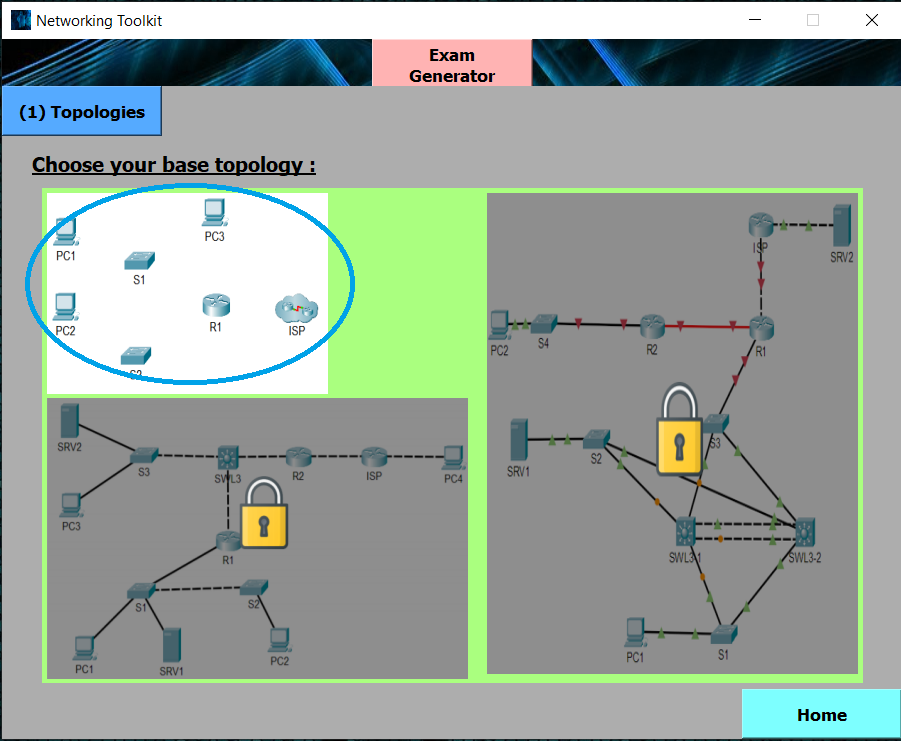 Networking Toolkit
Exam
Generator
(1) Topologies
Choose your base topology :
PC1
PC3
S1
PC2
R1
ISP
S2
SRV2
S3
SWL3
R2
ISP
PC4
PC3
R1
S1
S2
PC1
SRV1
PC2
ISP
SRV2
PC2
S4
R2
R1
SRV1
S2
S3
SWL3-1
SWL3-2
PC1
S1
Home